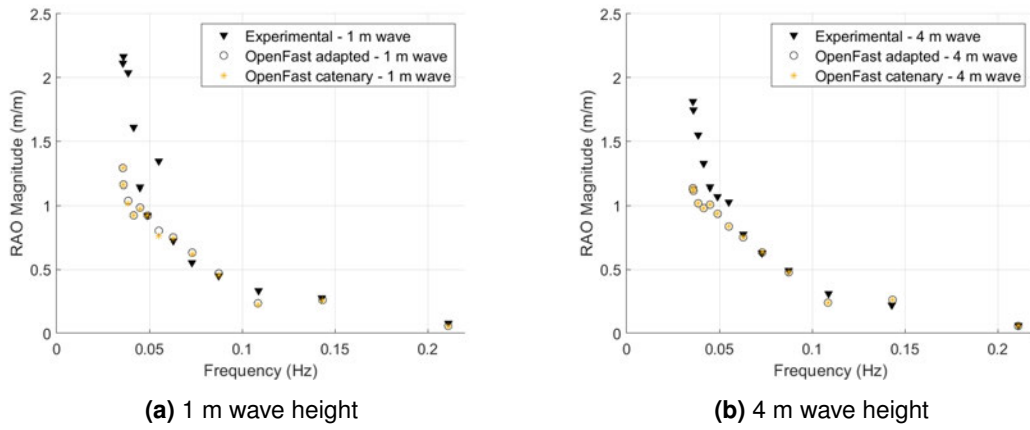 2.5
2
1.5
1
0.5
0
RAO Magnitude (m/m)
Experimental - 1 m wave
OpenFast adapted - 1 m wave
OpenFast catenary - 1 m wave
0 0.05 0.1 0.15 0.2
Frequency (Hz)
(a) 1 m wave height
2.5
2
1.5
1
0.5
0
RAO Magnitude (m/m)
Experimental - 4 m wave
OpenFast adapted - 4 m wave
OpenFast catenary - 4 m wave
0 0.05 0.1 0.15 0.2
Frequency (Hz)
(b) 4 m wave height